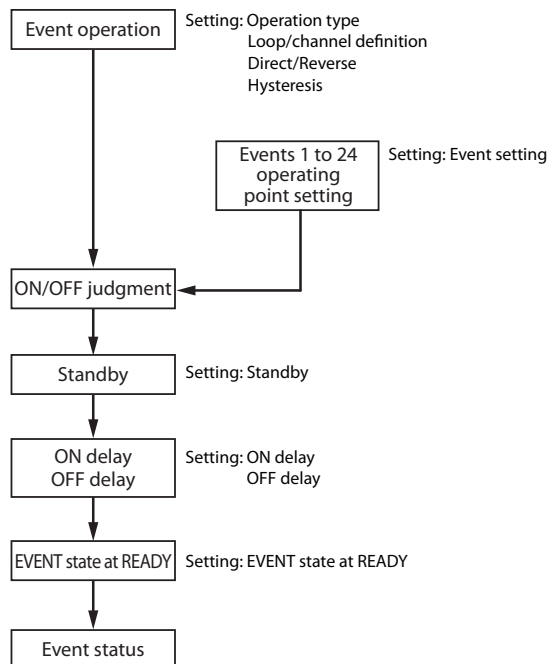 Event operation
Setting: Operation type
Loop/channel definition
Direct/Reverse
Hysteresis
Events 1 to 24
operating
point setting
Setting: Event setting
ON/OFF judgment
Standby
Setting: Standby
ON delay
OFF delay
Setting: ON delay
OFF delay
EVENT state at READY
Setting: EVENT state at READY
Event status